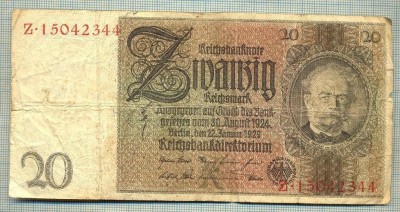 Z·15042344
Reichsbanknote
20 20
Zwanzig
Reichsmark
Ausgegeben auf Grund des Bank-
gesetzes vom 30. August 1924
Berlin, den 22. Januar 1929
Reichsbankdirektorium
20
Z·15042344